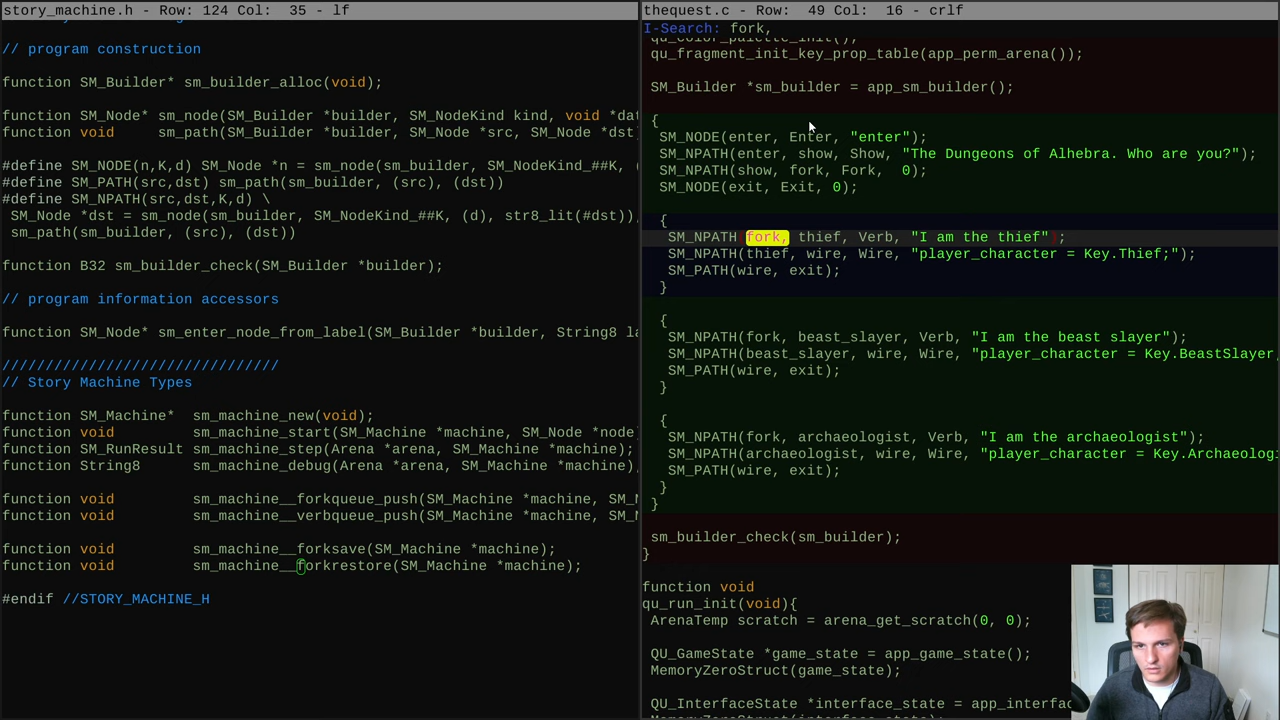 story_machine.h - Row: 124 Col:  35 - lf
// program construction
function SM_Builder* sm_builder_alloc(void);
function SM_Node* sm_node(SM_Builder *builder, SM_NodeKind kind, void *dat
function void     sm_path(SM_Builder *builder, SM_Node *src, SM_Node *dst
#define SM_NODE(n,K,d) SM_Node *n = sm_node(sm_builder, SM_NodeKind_##K, (
#define SM_PATH(src,dst) sm_path(sm_builder, (src), (dst))
#define SM_NPATH(src,dst,K,d) \
SM_Node *dst = sm_node(sm_builder, SM_NodeKind_##K, (d), str8_lit(#dst)),
sm_path(sm_builder, (src), (dst))
function B32 sm_builder_check(SM_Builder *builder);
// program information accessors
function SM_Node* sm_enter_node_from_label(SM_Builder *builder, String8 la
////////////////////////////////
// Story Machine Types
function SM_Machine*  sm_machine_new(void);
function void         sm_machine_start(SM_Machine *machine, SM_Node *node
function SM_RunResult sm_machine_step(Arena *arena, SM_Machine *machine);
function String8      sm_machine_debug(Arena *arena, SM_Machine *machine)
function void         sm_machine__forkqueue_push(SM_Machine *machine, SM_N
function void         sm_machine__verbqueue_push(SM_Machine *machine, SM_N
function void         sm_machine__forksave(SM_Machine *machine);
function void         sm_machine__forkrestore(SM_Machine *machine);
#endif //STORY_MACHINE_H
thequest.c - Row:  49 Col:  16 - crlf
I-Search: fork,
qu_color_palette_init();
qu_fragment_init_key_prop_table(app_perm_arena());
SM_Builder *sm_builder = app_sm_builder();
{
SM_NODE(enter, Enter, "enter");
SM_NPATH(enter, show, Show, "The Dungeons of Alhebra. Who are you?");
SM_NPATH(show, fork, Fork,  0);
SM_NODE(exit, Exit, 0);
{
SM_NPATH(fork, thief, Verb, "I am the thief");
SM_NPATH(thief, wire, Wire, "player_character = Key.Thief;");
SM_PATH(wire, exit);
}
{
SM_NPATH(fork, beast_slayer, Verb, "I am the beast slayer");
SM_NPATH(beast_slayer, wire, Wire, "player_character = Key.BeastSlayer
SM_PATH(wire, exit);
}
{
SM_NPATH(fork, archaeologist, Verb, "I am the archaeologist");
SM_NPATH(archaeologist, wire, Wire, "player_character = Key.Archaeologi
SM_PATH(wire, exit);
}
}
sm_builder_check(sm_builder);
}
function void
qu_run_init(void){
ArenaTemp scratch = arena_get_scratch(0, 0);
QU_GameState *game_state = app_game_state();
MemoryZeroStruct(game_state);
QU_InterfaceState *interface_state = app_interfac